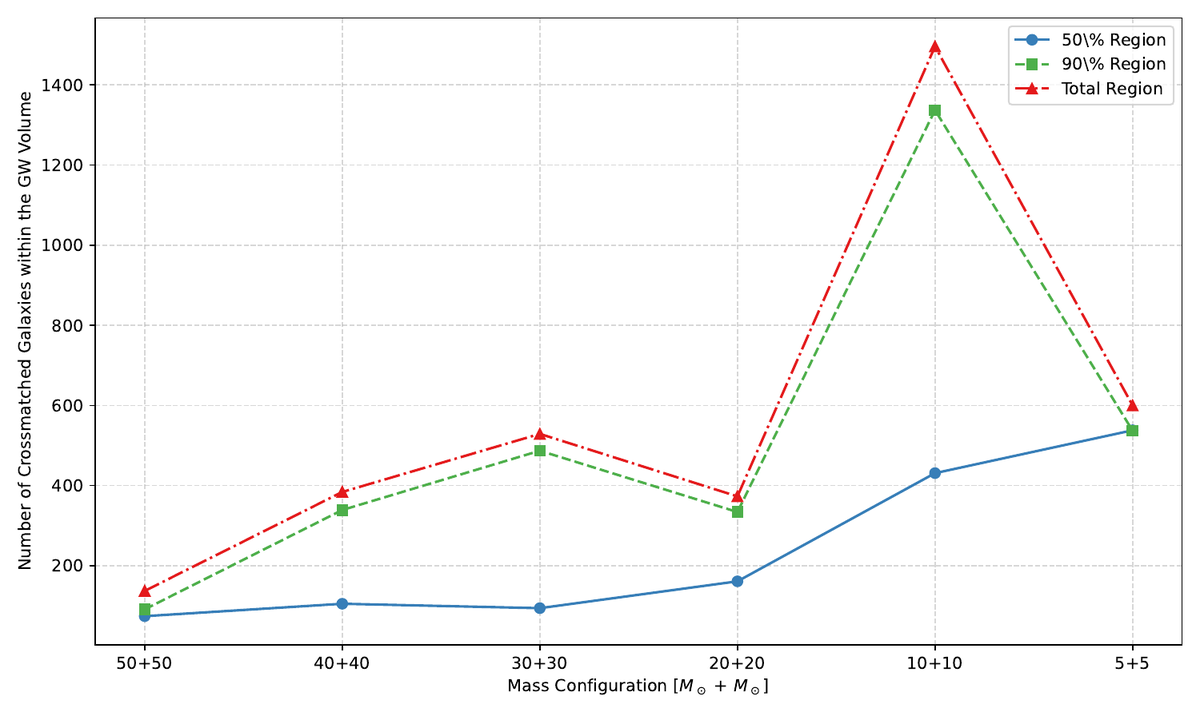 50\% Region
90\% Region
Total Region
Number of Crossmatched Galaxies within the GW Volume
1400
1200
1000
800
600
400
200
50+50
40+40
30+30
20+20
10+10
5+5
Mass Configuration [M⊙ + M⊙]